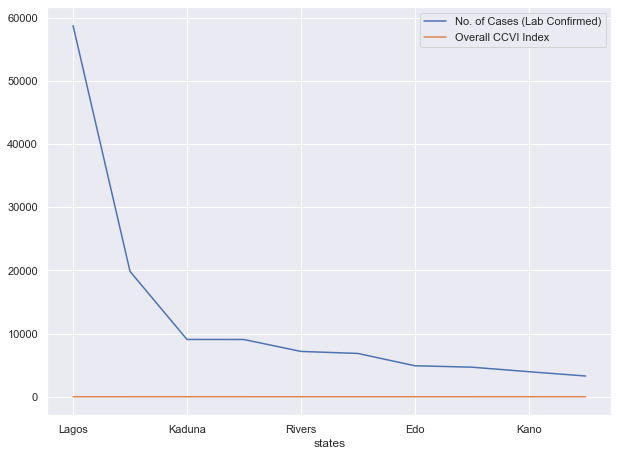 No. of Cases (Lab Confirmed)
Overall CCVI Index
60000
50000
40000
30000
20000
10000
0
Lagos Kaduna Rivers Edo Kano
states